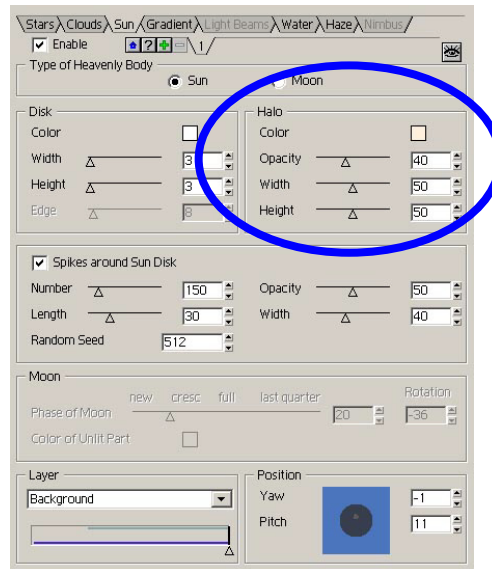 Stars Clouds Sun Gradient Light Beams Water Haze Nimbus
Enable ? 1
Type of Heavenly Body
Sun Moon
Disk Halo
Color Color
Width 3 Opacity 40
Height 3 Width 50
Edge 8 Height 50
Spikes around Sun Disk
Number 150 Opacity 50
Length 30 Width 40
Random Seed 512
Moon
new cresc full last quarter Rotation
Phase of Moon 20 -36
Color of Unlit Part
Layer Position
Background Yaw -1
Pitch 11